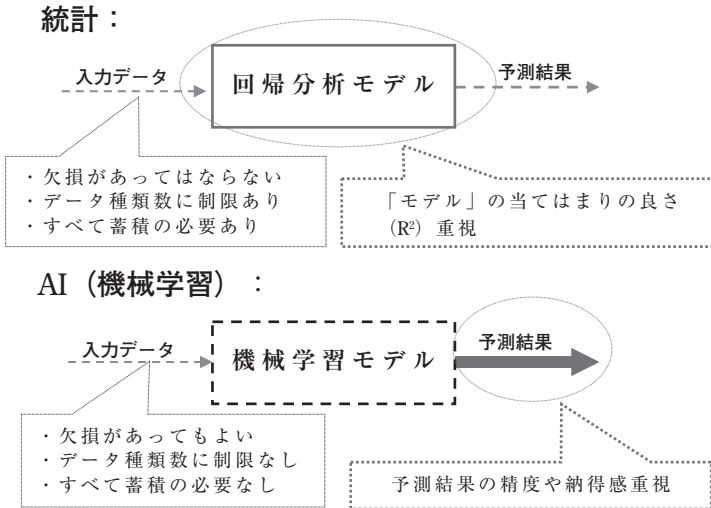 統計：
入力データ
回帰分析モデル
予測結果
・欠損があってはならない
・データ種類数に制限あり
・すべて蓄積の必要あり
「モデル」の当てはまりの良さ
（R²）重視
AI（機械学習）：
入力データ
機械学習モデル
予測結果
・欠損があってもよい
・データ種類数に制限なし
・すべて蓄積の必要なし
予測結果の精度や納得感重視